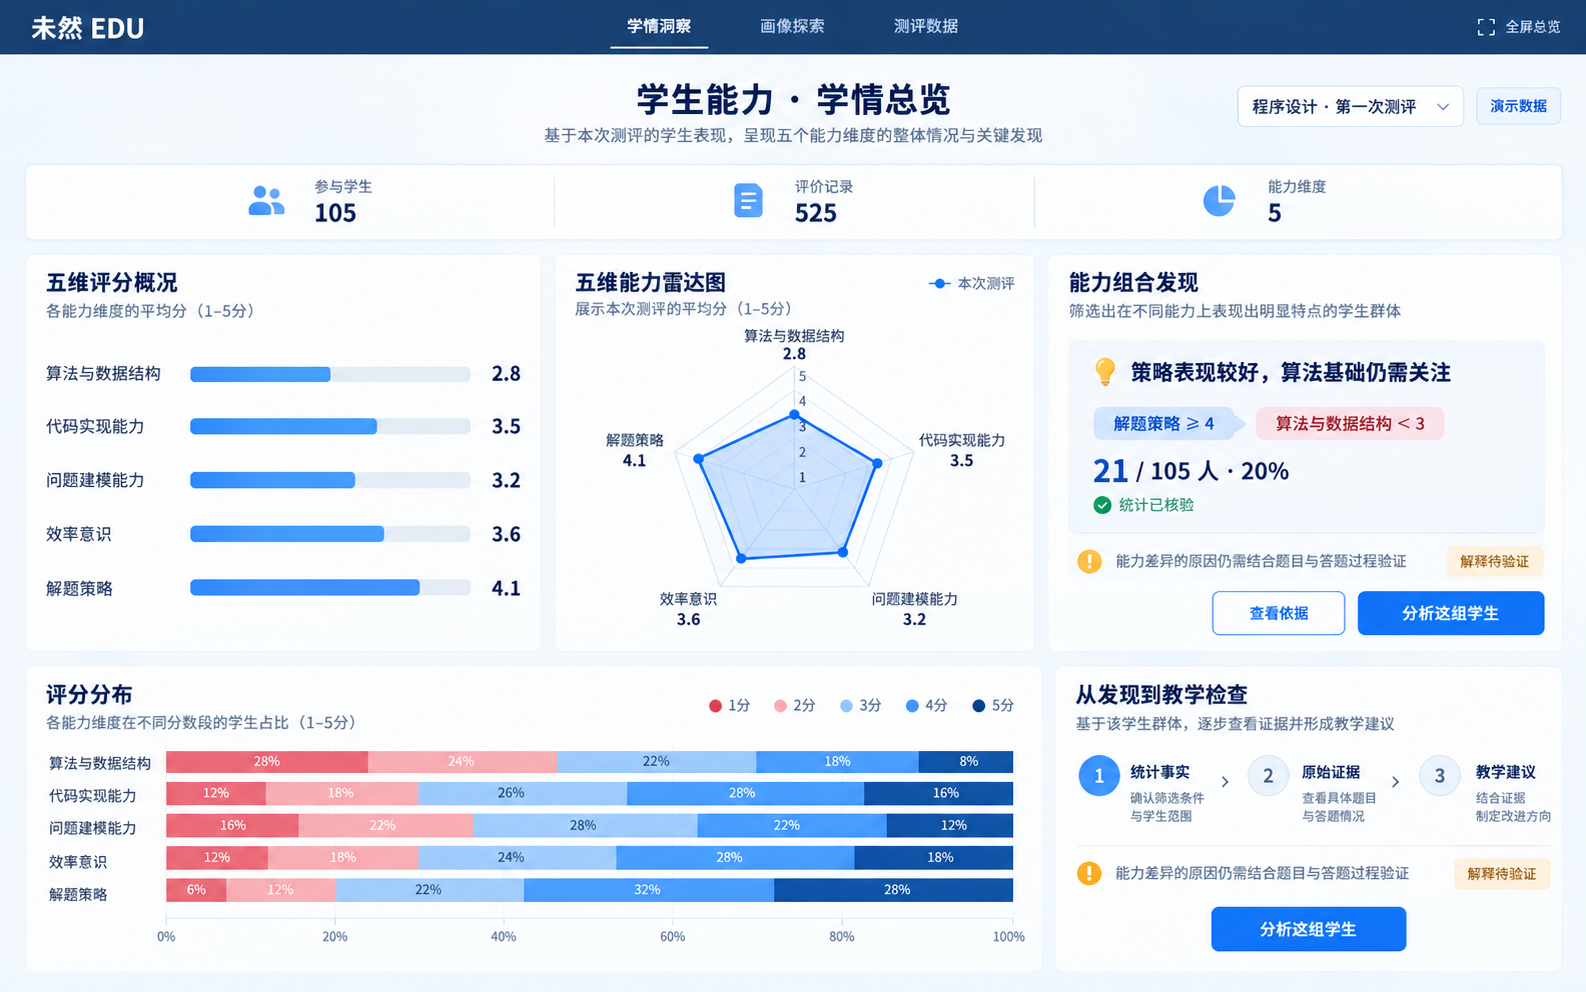 未然 EDU
学情洞察
画像探索
测评数据
全屏总览
学生能力 · 学情总览
基于本次测评的学生表现，呈现五个能力维度的整体情况与关键发现
程序设计 · 第一次测评
演示数据
参与学生
105
评价记录
525
能力维度
5
五维评分概况
各能力维度的平均分（1–5分）
算法与数据结构 2.8
代码实现能力 3.5
问题建模能力 3.2
效率意识 3.6
解题策略 4.1
五维能力雷达图
本次测评
展示本次测评的平均分（1–5分）
算法与数据结构
2.8
5
4
3
2
1
解题策略
4.1
代码实现能力
3.5
效率意识
3.6
问题建模能力
3.2
能力组合发现
筛选出在不同能力上表现出明显特点的学生群体
策略表现较好，算法基础仍需关注
解题策略 ≥ 4
算法与数据结构 < 3
21 / 105 人 · 20%
统计已核验
能力差异的原因仍需结合题目与答题过程验证
解释待验证
查看依据
分析这组学生
评分分布
各能力维度在不同分数段的学生占比（1–5分）
1分 2分 3分 4分 5分
算法与数据结构 28% 24% 22% 18% 8%
代码实现能力 12% 18% 26% 28% 16%
问题建模能力 16% 22% 28% 22% 12%
效率意识 12% 18% 24% 28% 18%
解题策略 6% 12% 22% 32% 28%
0% 20% 40% 60% 80% 100%
从发现到教学检查
基于该学生群体，逐步查看证据并形成教学建议
1 统计事实
确认筛选条件
与学生范围
2 原始证据
查看具体题目
与答题情况
3 教学建议
结合证据
制定改进方向
能力差异的原因仍需结合题目与答题过程验证
解释待验证
分析这组学生